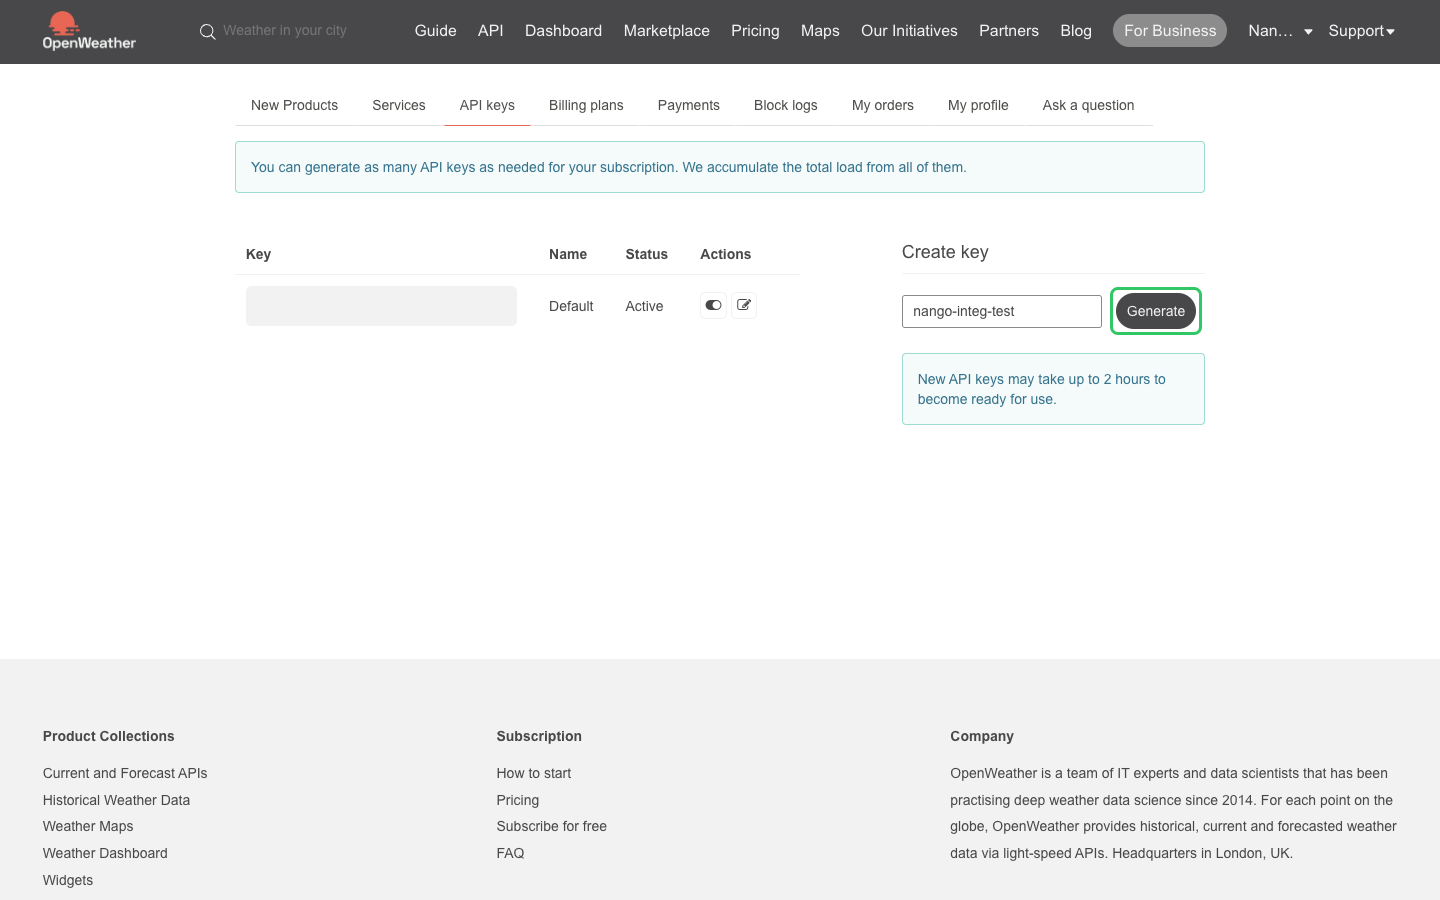 OpenWeather
Weather in your city
Guide API Dashboard Marketplace Pricing Maps Our Initiatives Partners Blog For Business Nan... Support
New Products Services API keys Billing plans Payments Block logs My orders My profile Ask a question
You can generate as many API keys as needed for your subscription. We accumulate the total load from all of them.
Key Name Status Actions
Default Active
Create key
nango-integ-test Generate
New API keys may take up to 2 hours to
become ready for use.
Product Collections
Current and Forecast APIs
Historical Weather Data
Weather Maps
Weather Dashboard
Widgets
Subscription
How to start
Pricing
Subscribe for free
FAQ
Company
OpenWeather is a team of IT experts and data scientists that has been
practising deep weather data science since 2014. For each point on the
globe, OpenWeather provides historical, current and forecasted weather
data via light-speed APIs. Headquarters in London, UK.